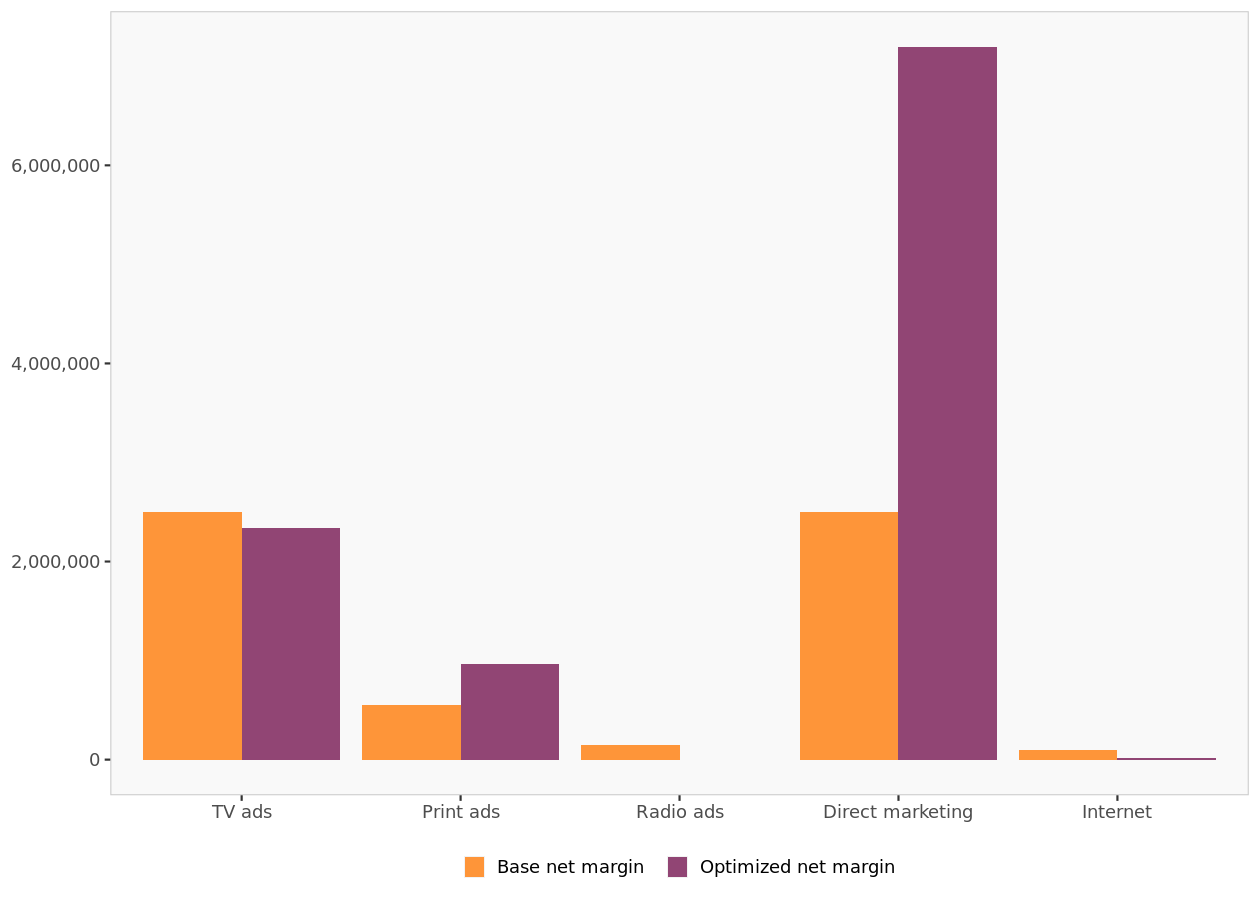 6,000,000
4,000,000
2,000,000
0
TV ads Print ads Radio ads Direct marketing Internet
Base net margin Optimized net margin